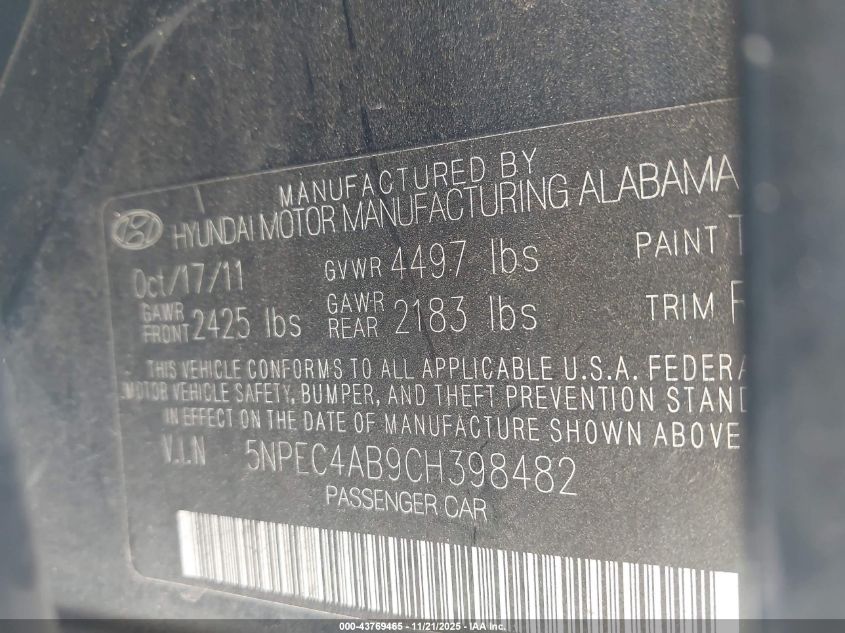 MANUFACTURED BY
HYUNDAI MOTOR MANUFACTURING ALABAMA
Oct/17/11 GVWR 4497 lbs PAINT T
GAWR FRONT 2425 lbs GAWR REAR 2183 lbs TRIM
THIS VEHICLE CONFORMS TO ALL APPLICABLE U.S.A. FEDERA
MOTOR VEHICLE SAFETY, BUMPER, AND THEFT PREVENTION STAND
IN EFFECT ON THE DATE OF MANUFACTURE SHOWN ABOVE
V.I.N 5NPEC4AB9CH398482
PASSENGER CAR
000-43769465 - 11/21/2025 - IAA Inc.